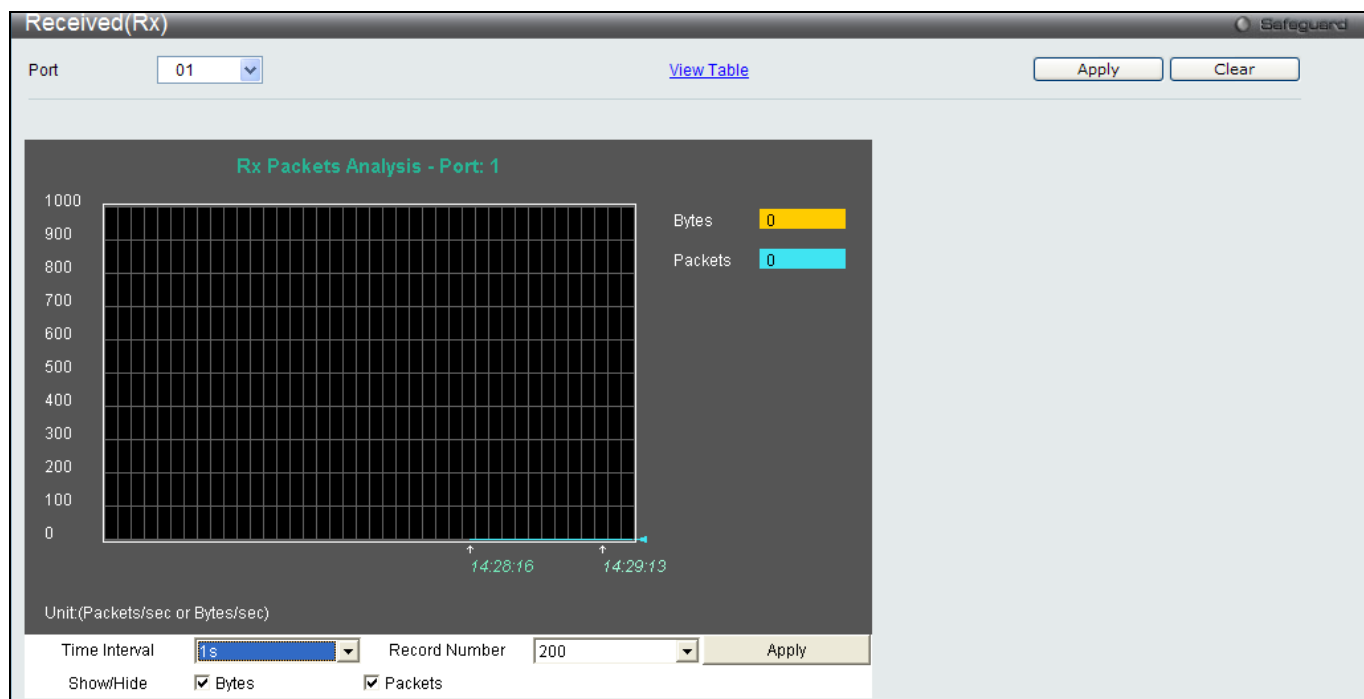 Received(Rx)
Safeguard
Port 01 View Table Apply Clear
Rx Packets Analysis - Port: 1
1000
900
800
700
600
500
400
300
200
100
0
Bytes 0
Packets 0
14:28:16 14:29:13
Unit:(Packets/sec or Bytes/sec)
Time Interval 1s Record Number 200 Apply
Show/Hide Bytes Packets